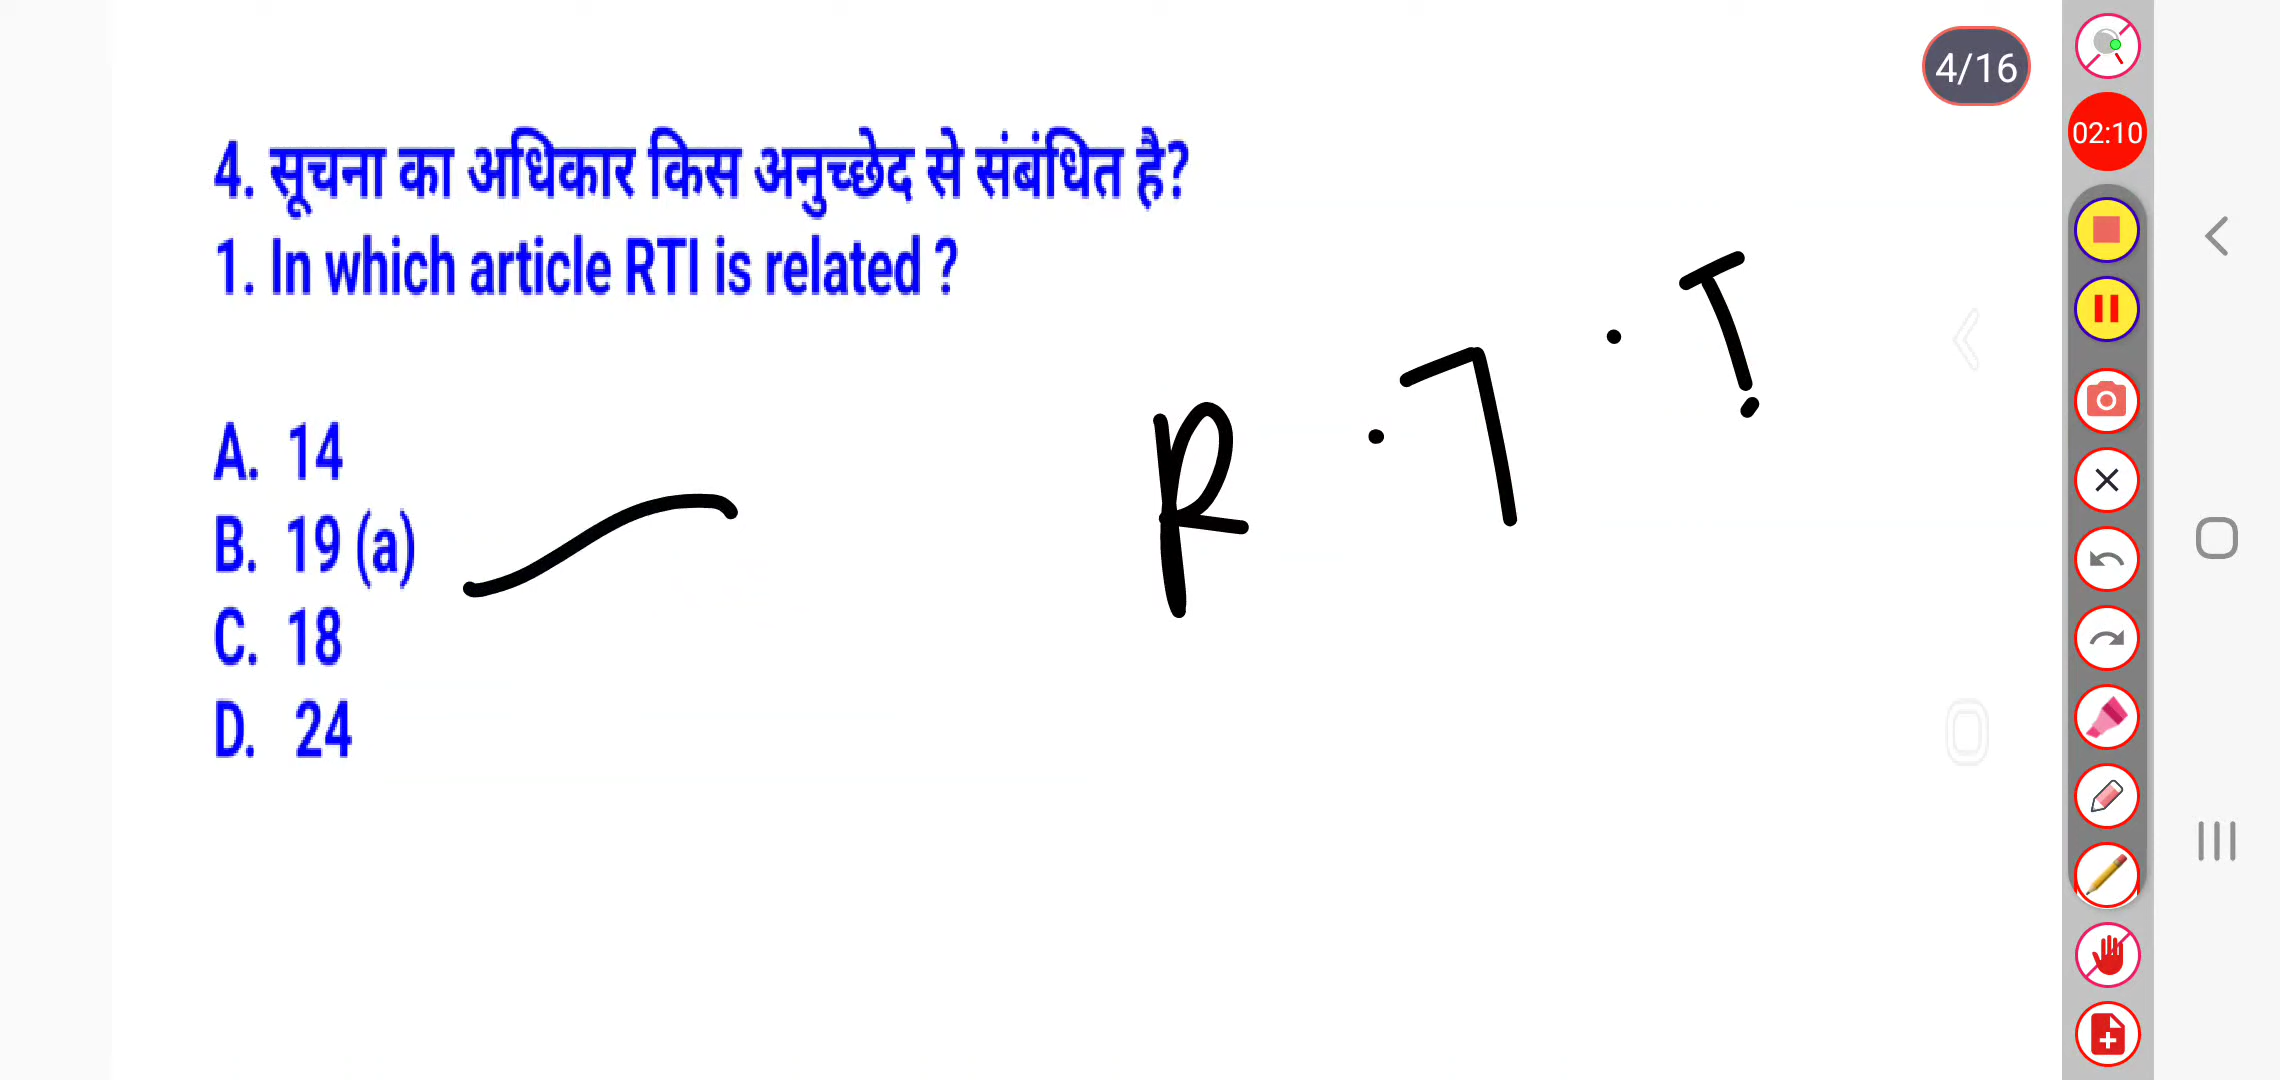 4/16
02:10
4. सूचना का अधिकार किस अनुच्छेद से संबंधित है?
1. In which article RTI is related ?
A. 14
B. 19 (a)
C. 18
D. 24
R . T . I .